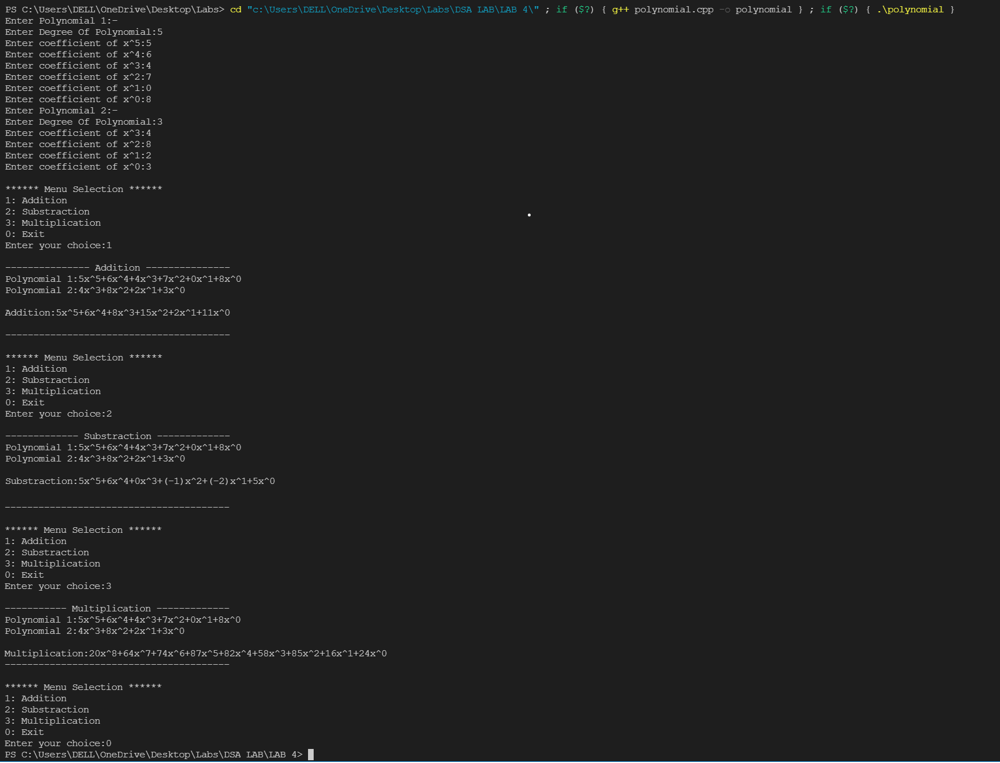 PS C:\Users\DELL\OneDrive\Desktop\Labs> cd "c:\Users\DELL\OneDrive\Desktop\Labs\DSA LAB\LAB 4\" ; if ($?) { g++ polynomial.cpp -o polynomial } ; if ($?) { .\polynomial }
Enter Polynomial 1:-
Enter Degree Of Polynomial:5
Enter coefficient of x^5:5
Enter coefficient of x^4:6
Enter coefficient of x^3:4
Enter coefficient of x^2:7
Enter coefficient of x^1:0
Enter coefficient of x^0:8
Enter Polynomial 2:-
Enter Degree Of Polynomial:3
Enter coefficient of x^3:4
Enter coefficient of x^2:8
Enter coefficient of x^1:2
Enter coefficient of x^0:3

****** Menu Selection ******
1: Addition
2: Substraction
3: Multiplication
0: Exit
Enter your choice:1

--------------- Addition ---------------
Polynomial 1:5x^5+6x^4+4x^3+7x^2+0x^1+8x^0
Polynomial 2:4x^3+8x^2+2x^1+3x^0

Addition:5x^5+6x^4+8x^3+15x^2+2x^1+11x^0

----------------------------------------

****** Menu Selection ******
1: Addition
2: Substraction
3: Multiplication
0: Exit
Enter your choice:2

------------- Substraction -------------
Polynomial 1:5x^5+6x^4+4x^3+7x^2+0x^1+8x^0
Polynomial 2:4x^3+8x^2+2x^1+3x^0

Substraction:5x^5+6x^4+0x^3+(-1)x^2+(-2)x^1+5x^0

----------------------------------------

****** Menu Selection ******
1: Addition
2: Substraction
3: Multiplication
0: Exit
Enter your choice:3

----------- Multiplication -------------
Polynomial 1:5x^5+6x^4+4x^3+7x^2+0x^1+8x^0
Polynomial 2:4x^3+8x^2+2x^1+3x^0

Multiplication:20x^8+64x^7+74x^6+87x^5+82x^4+58x^3+85x^2+16x^1+24x^0
----------------------------------------

****** Menu Selection ******
1: Addition
2: Substraction
3: Multiplication
0: Exit
Enter your choice:0
PS C:\Users\DELL\OneDrive\Desktop\Labs\DSA LAB\LAB 4>